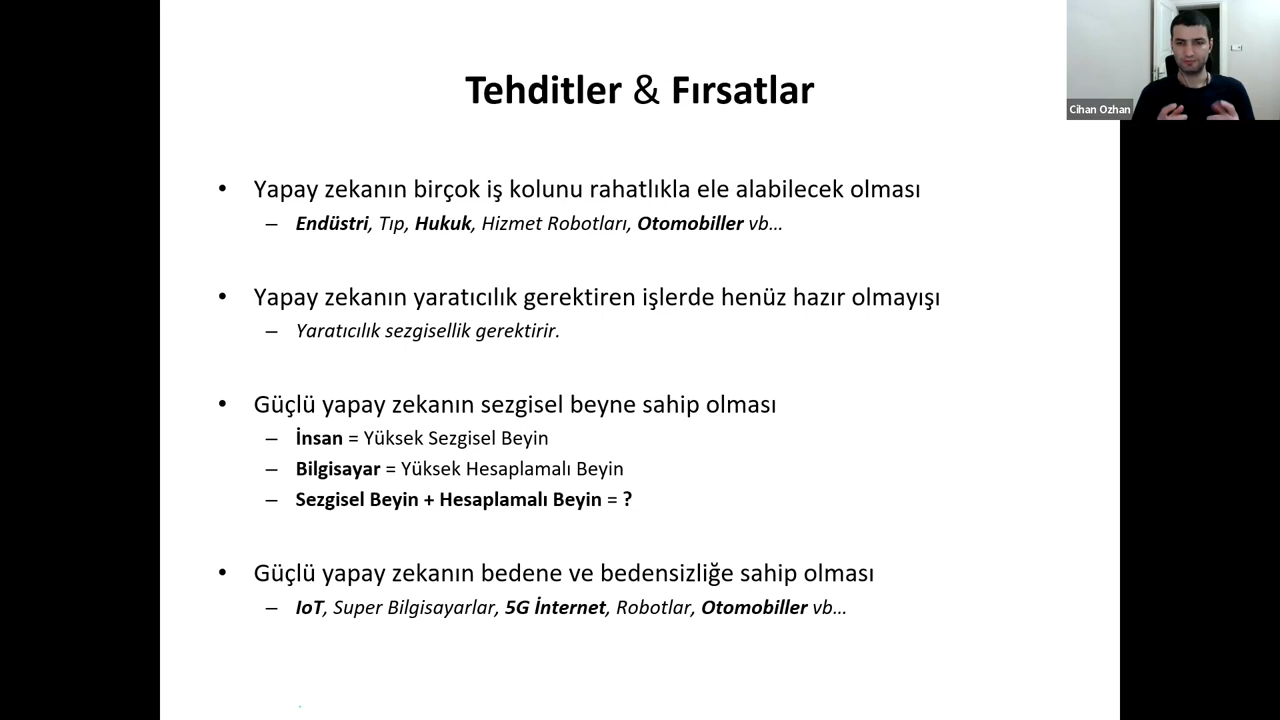 Tehditler & Fırsatlar
Cihan Ozhan
• Yapay zekanın birçok iş kolunu rahatlıkla ele alabilecek olması
– Endüstri, Tıp, Hukuk, Hizmet Robotları, Otomobiller vb...
• Yapay zekanın yaratıcılık gerektiren işlerde henüz hazır olmayışı
– Yaratıcılık sezgisellik gerektirir.
• Güçlü yapay zekanın sezgisel beyne sahip olması
– İnsan = Yüksek Sezgisel Beyin
– Bilgisayar = Yüksek Hesaplamalı Beyin
– Sezgisel Beyin + Hesaplamalı Beyin = ?
• Güçlü yapay zekanın bedene ve bedensizliğe sahip olması
– IoT, Super Bilgisayarlar, 5G İnternet, Robotlar, Otomobiller vb...